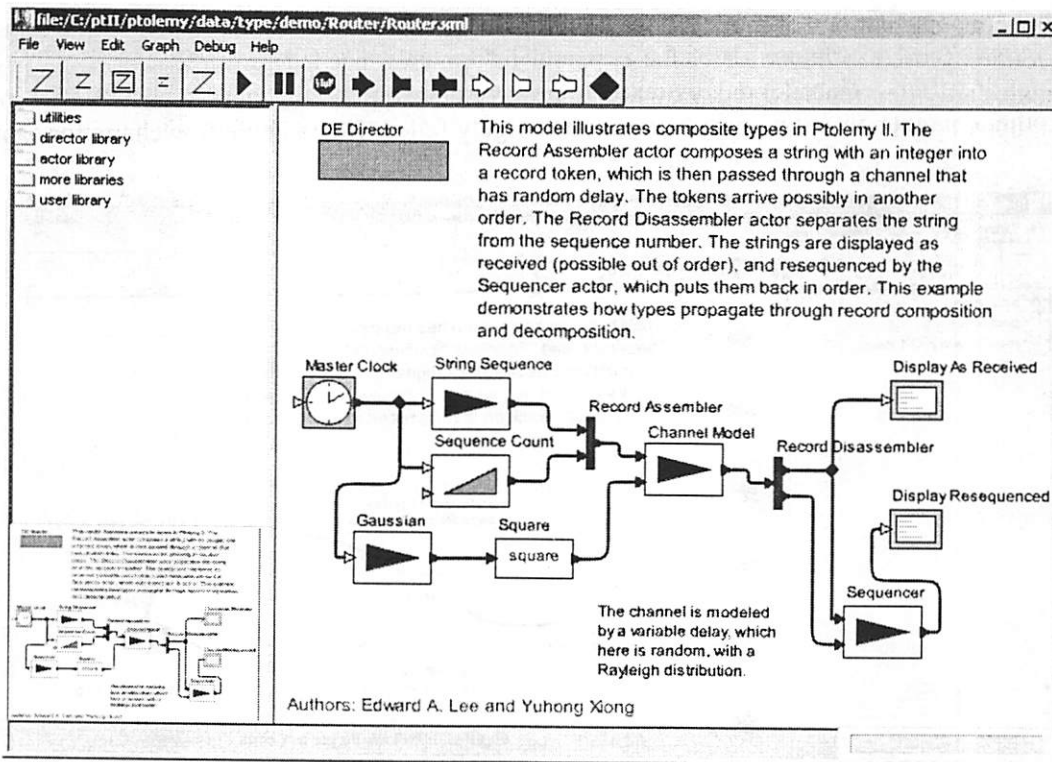 file:/C:/ptII/ptolemy/data/type/demo/Router/Router.xml
File View Edit Graph Debug Help
utilities
director library
actor library
more libraries
user library
DE Director
This model illustrates composite types in Ptolemy II. The
Record Assembler actor composes a string with an integer into
a record token, which is then passed through a channel that
has random delay. The tokens arrive possibly in another
order. The Record Disassembler actor separates the string
from the sequence number. The strings are displayed as
received (possible out of order), and resequenced by the
Sequencer actor, which puts them back in order. This example
demonstrates how types propagate through record composition
and decomposition.
Master Clock
String Sequence
Display As Received
Record Assembler
Sequence Count
Channel Model
Record Disassembler
Display Resequenced
Gaussian
Square
square
Sequencer
The channel is modeled
by a variable delay, which
here is random, with a
Rayleigh distribution.
Authors: Edward A. Lee and Yuhong Xiong